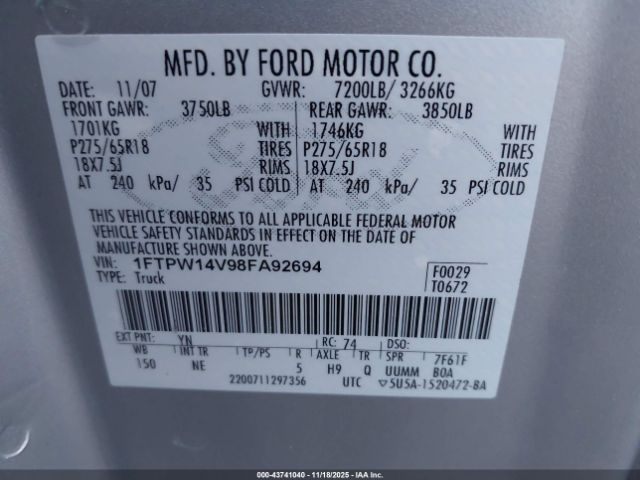 MFD. BY FORD MOTOR CO.
DATE: 11/07 GVWR: 7200LB/ 3266KG
FRONT GAWR: 3750LB REAR GAWR: 3850LB
1701KG WITH 1746KG WITH
P275/65R18 TIRES P275/65R18 TIRES
18X7.5J RIMS 18X7.5J RIMS
AT 240 kPa/ 35 PSI COLD AT 240 kPa/ 35 PSI COLD
THIS VEHICLE CONFORMS TO ALL APPLICABLE FEDERAL MOTOR
VEHICLE SAFETY STANDARDS IN EFFECT ON THE DATE OF
MANUFACTURE SHOWN ABOVE.
VIN: 1FTPW14V98FA92694 F0029
TYPE: Truck T0672
EXT PNT: YN RC: 74 DSO:
WB INT TR TP/PS R AXLE TR SPR 7F61F
150 NE 5 H9 Q UUMM BOA
2200711297356 UTC ▽5U5A-1520472-BA
000-43741040 - 11/18/2025 - IAA, Inc.